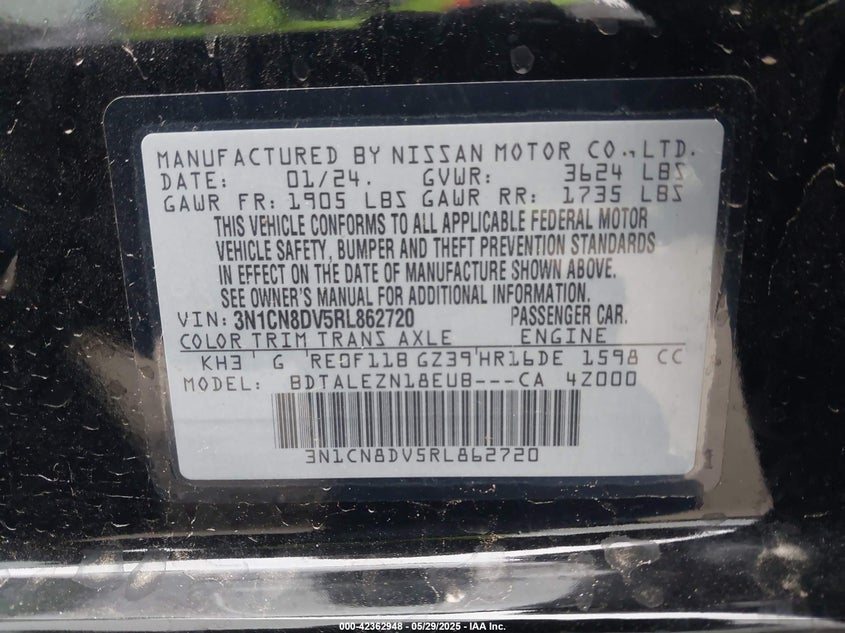 MANUFACTURED BY NISSAN MOTOR CO.,LTD.
DATE: 01/24. GVWR: 3624 LBS
GAWR FR: 1905 LBS GAWR RR: 1735 LBS
THIS VEHICLE CONFORMS TO ALL APPLICABLE FEDERAL MOTOR
VEHICLE SAFETY, BUMPER AND THEFT PREVENTION STANDARDS
IN EFFECT ON THE DATE OF MANUFACTURE SHOWN ABOVE.
SEE OWNER'S MANUAL FOR ADDITIONAL INFORMATION.
VIN: 3N1CN8DV5RL862720 PASSENGER CAR.
COLOR TRIM TRANS AXLE ENGINE
KH3 G RE0F11B GZ39 HR16DE 1598 CC
MODEL: BDTALEZN18EUB---CA 4Z000
3N1CN8DV5RL862720
000-42362948 - 05/29/2025 - IAA Inc.